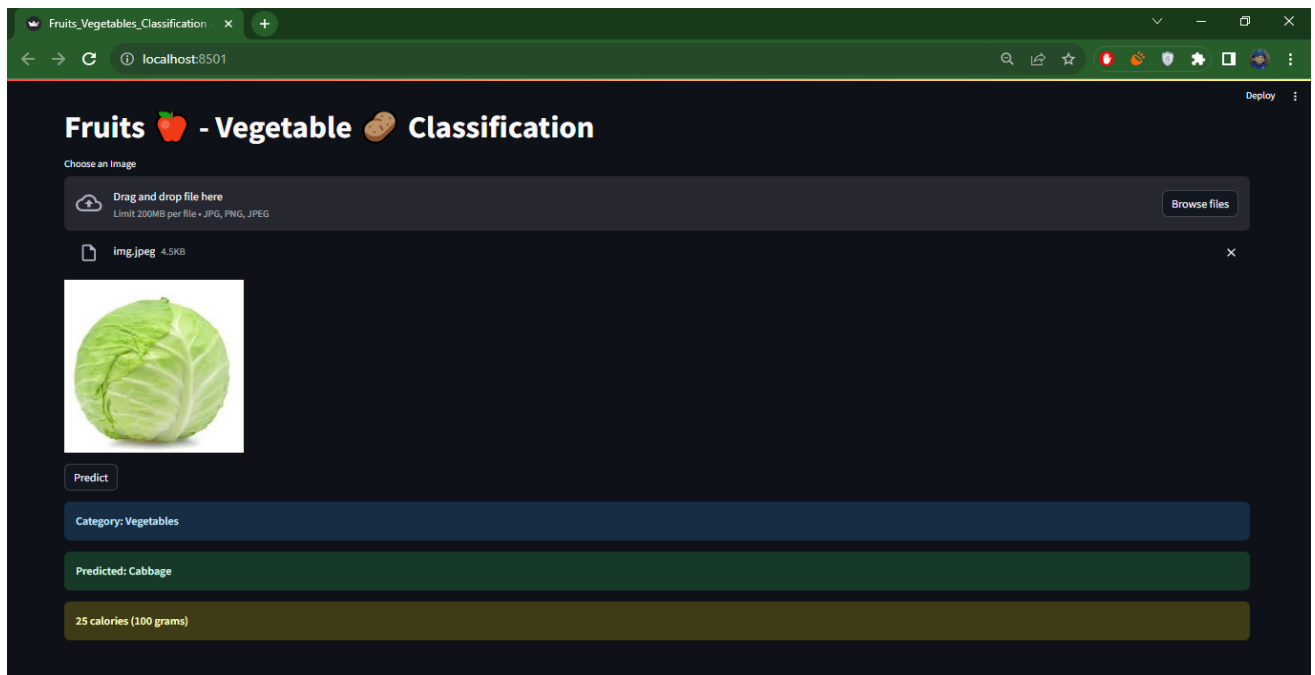 Fruits_Vegetables_Classification
localhost:8501
Deploy
Fruits 🍎 - Vegetable 🥔 Classification
Choose an Image
Drag and drop file here
Limit 200MB per file • JPG, PNG, JPEG
Browse files
img.jpeg 4.5KB
Predict
Category: Vegetables
Predicted: Cabbage
25 calories (100 grams)